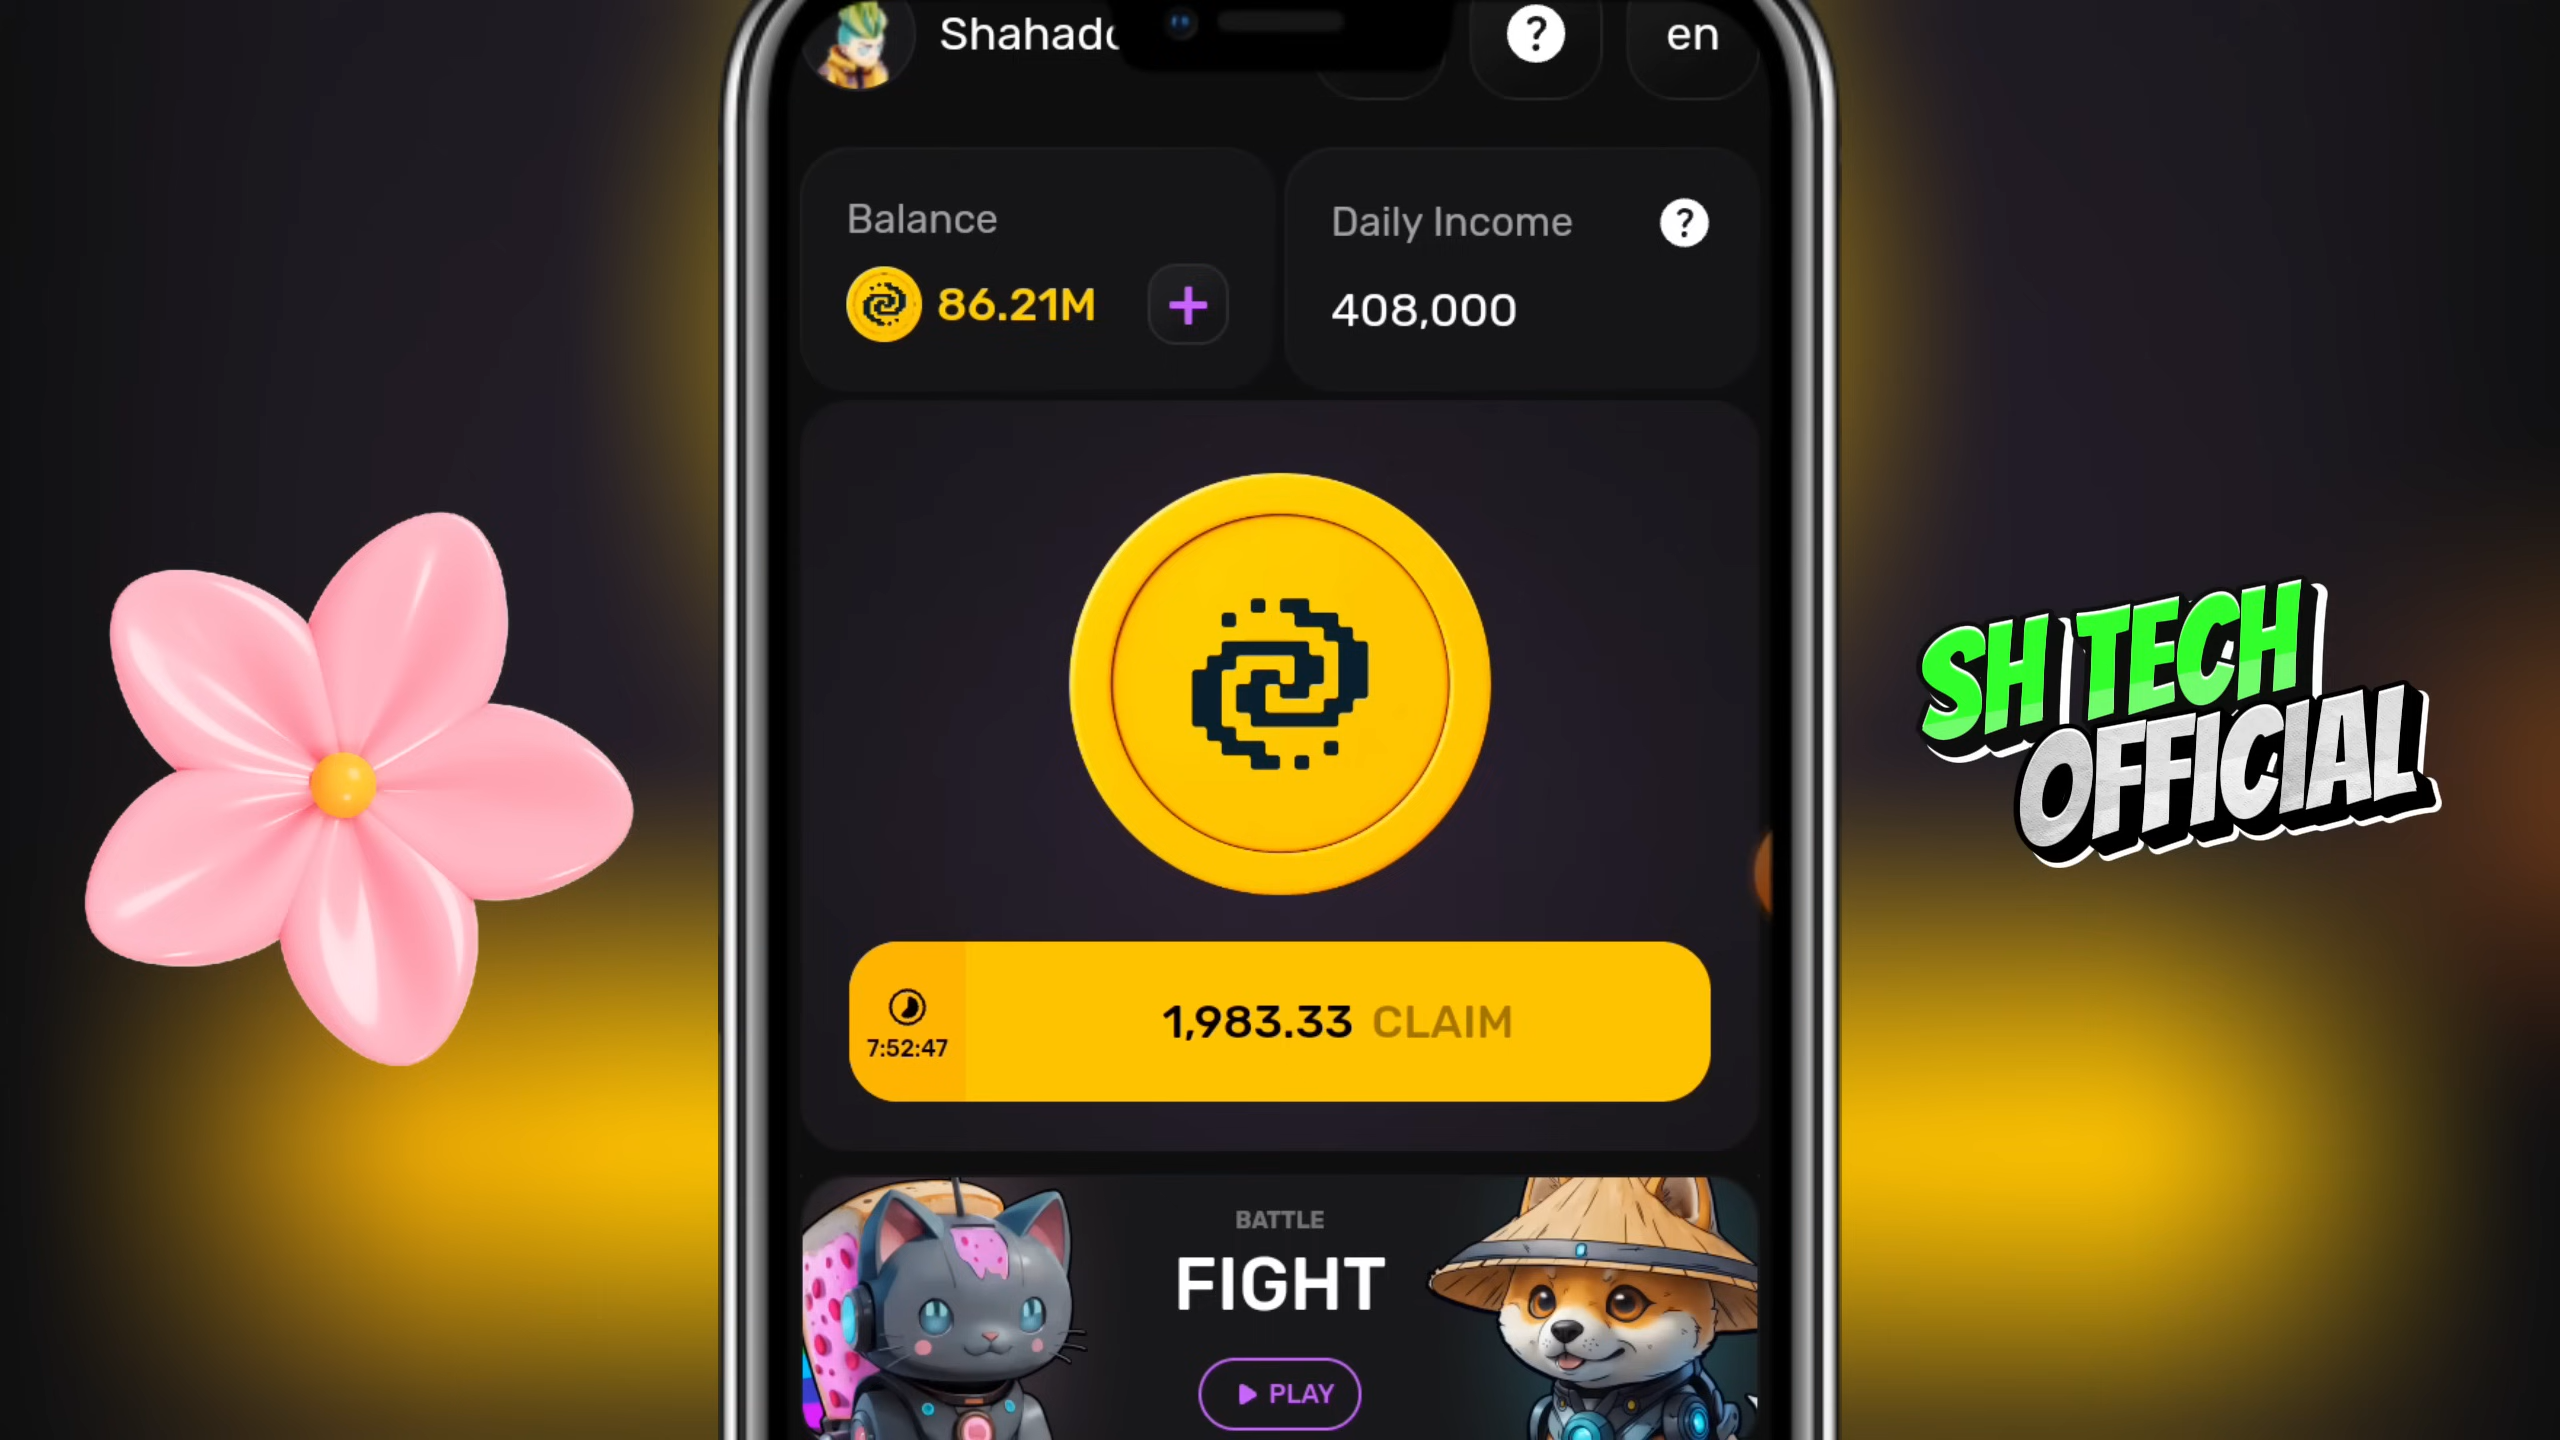 en
Balance
Daily Income
86.21M
408,000
SH TECH
OFFICIAL
7:52:47
1,983.33 CLAIM
BATTLE
FIGHT
PLAY